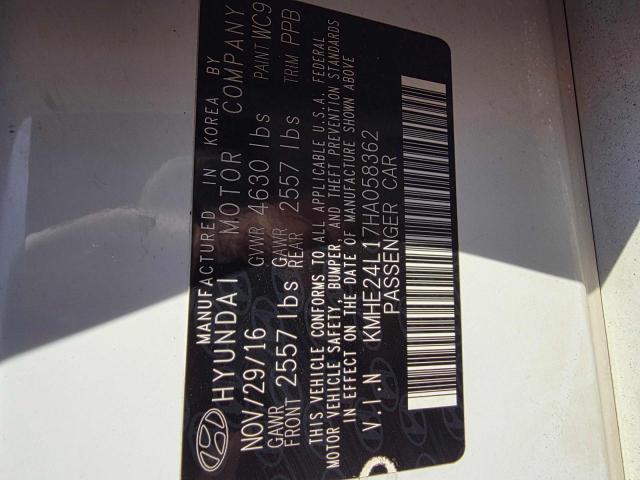 MANUFACTURED IN KOREA BY
HYUNDAI MOTOR COMPANY
NOV/29/16 GVWR 4630 lbs PAINT WC9
GAWR FRONT 2557 lbs GAWR REAR 2557 lbs TRIM PPB
THIS VEHICLE CONFORMS TO ALL APPLICABLE U.S.A. FEDERAL
MOTOR VEHICLE SAFETY, BUMPER, AND THEFT PREVENTION STANDARDS
IN EFFECT ON THE DATE OF MANUFACTURE SHOWN ABOVE
V.I.N KMHE24L17HA058362
PASSENGER CAR